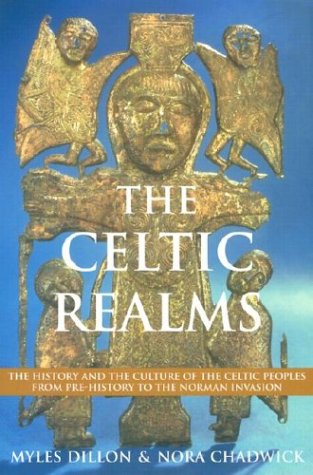 THE
CELTIC
REALMS
THE HISTORY AND THE CULTURE OF THE CELTIC PEOPLES
FROM PRE-HISTORY TO THE NORMAN INVASION
MYLES DILLON & NORA CHADWICK